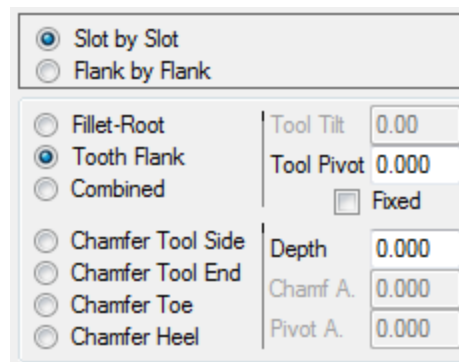 Slot by Slot
Flank by Flank
Fillet-Root
Tool Tilt 0.00
Tooth Flank
Tool Pivot 0.000
Combined
Fixed
Chamfer Tool Side
Depth 0.000
Chamfer Tool End
Chamf A. 0.000
Chamfer Toe
Pivot A. 0.000
Chamfer Heel